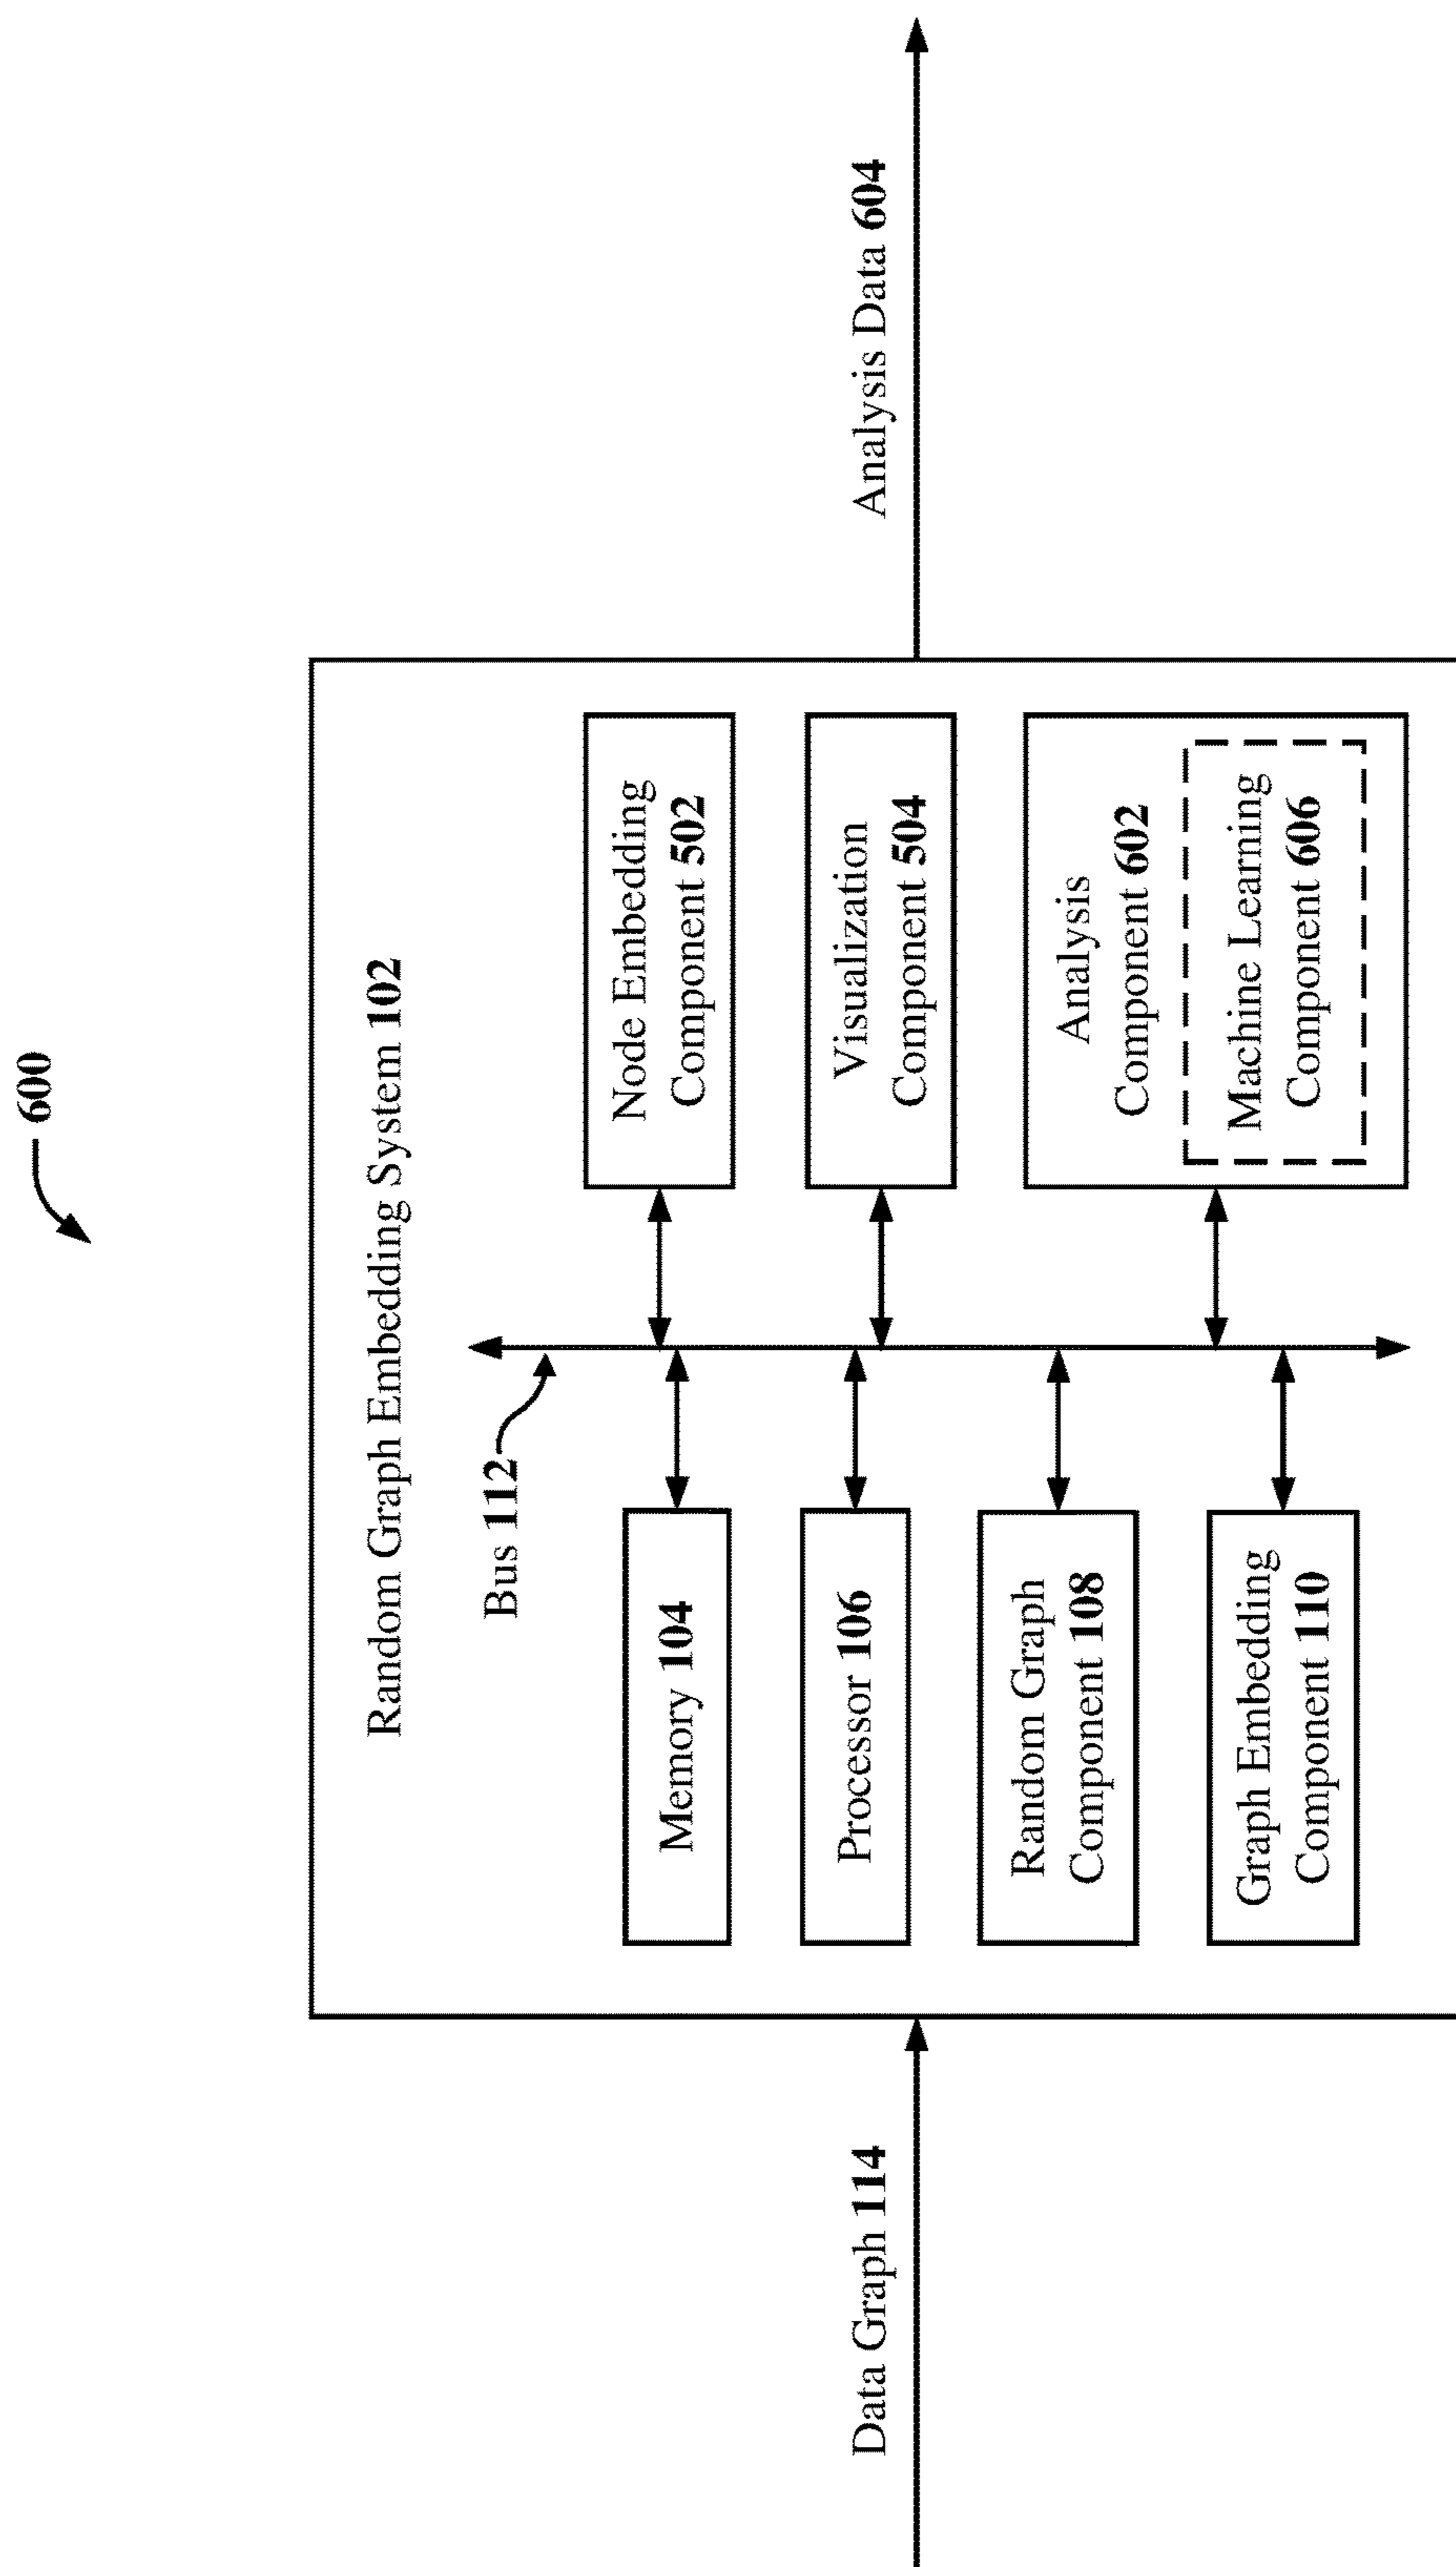 600
Random Graph Embedding System 102
Bus 112
Memory 104
Processor 106
Random Graph
Component 108
Graph Embedding
Component 110
Node Embedding
Component 502
Visualization
Component 504
Analysis
Component 602
Machine Learning
Component 606
Data Graph 114
Analysis Data 604